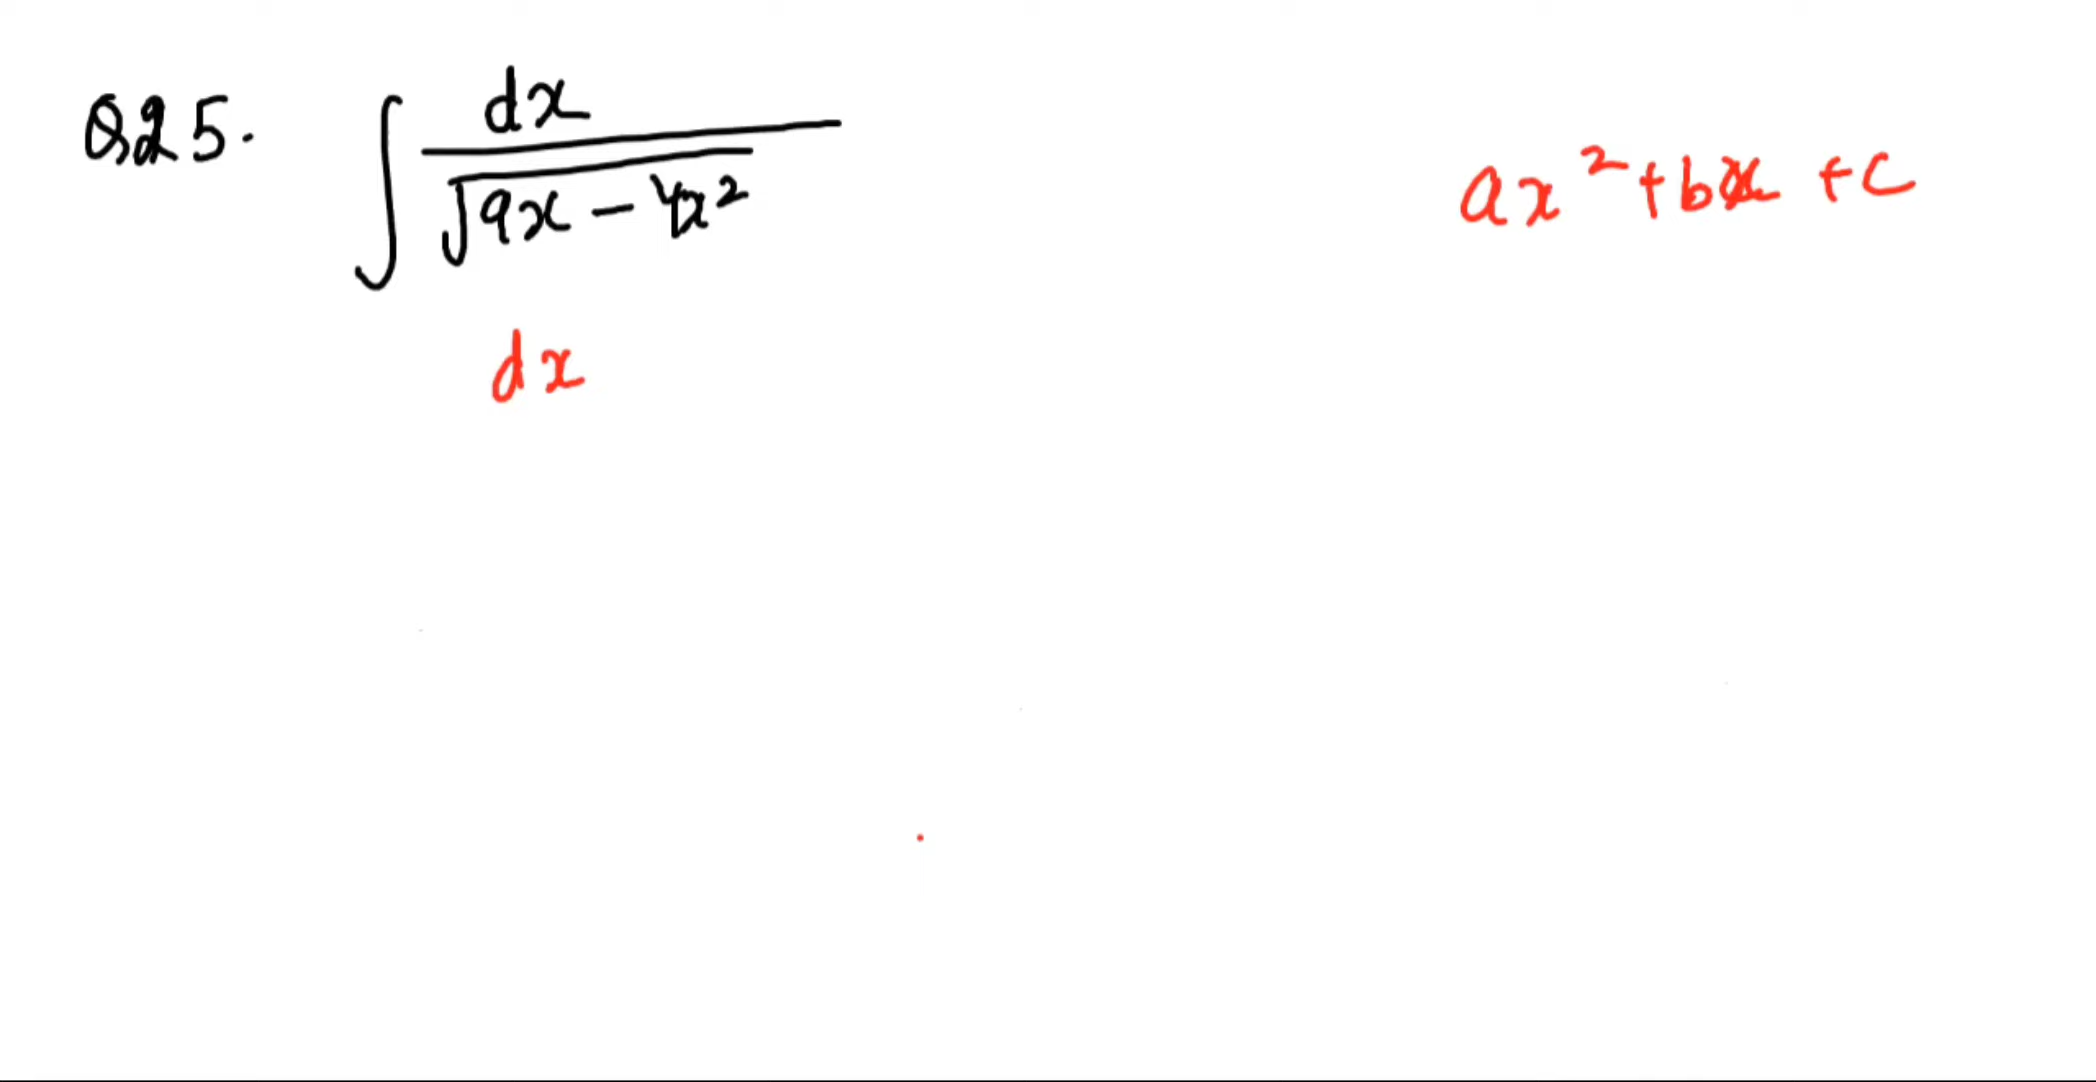 Q25. ∫ dx / √(9x - 4x²)
ax² + bx + c
dx